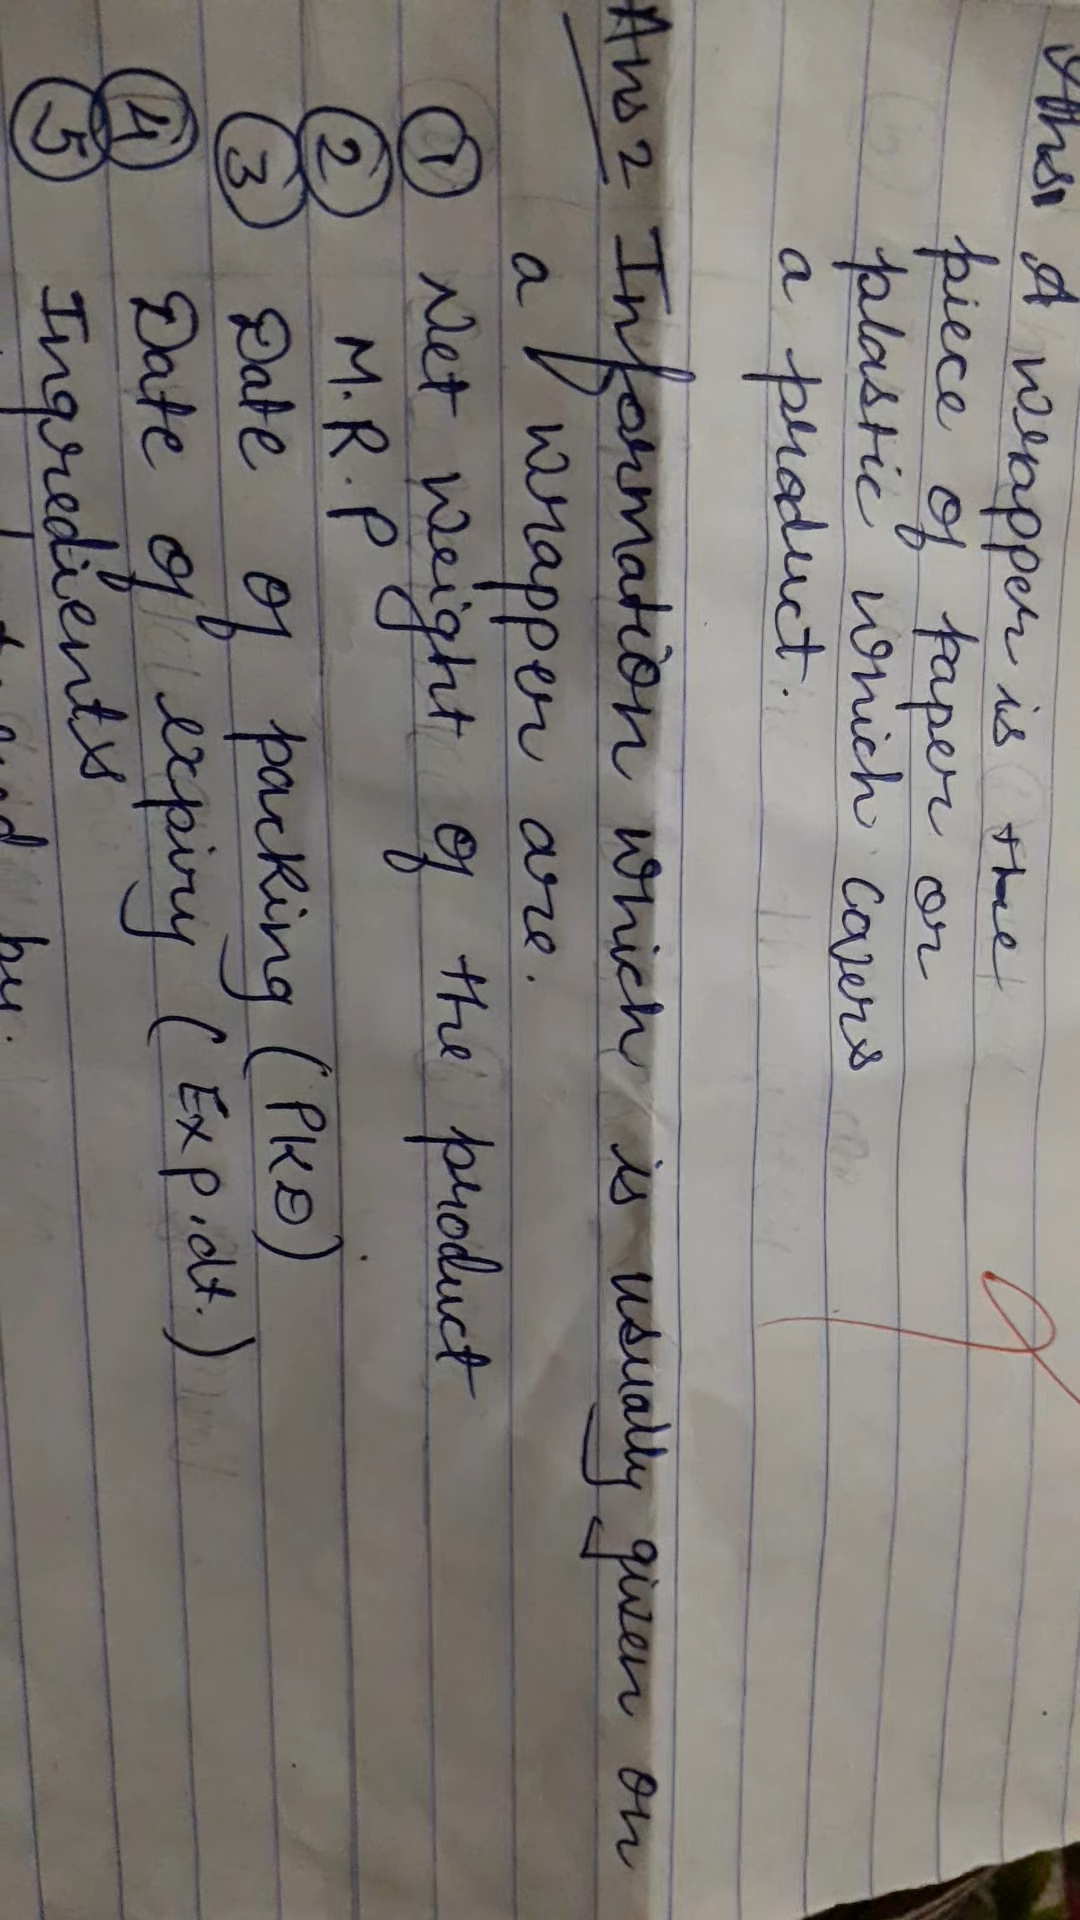 Ans1 A wrapper is the
piece of paper or
plastic which covers
a product.
Ans 2 Information which is usually given on
a wrapper are.
1 Net weight of the product
2 M.R.P
3 Date of packing (PKD)
4 Date of expiry (Exp.dt.)
5 Ingredients
by.